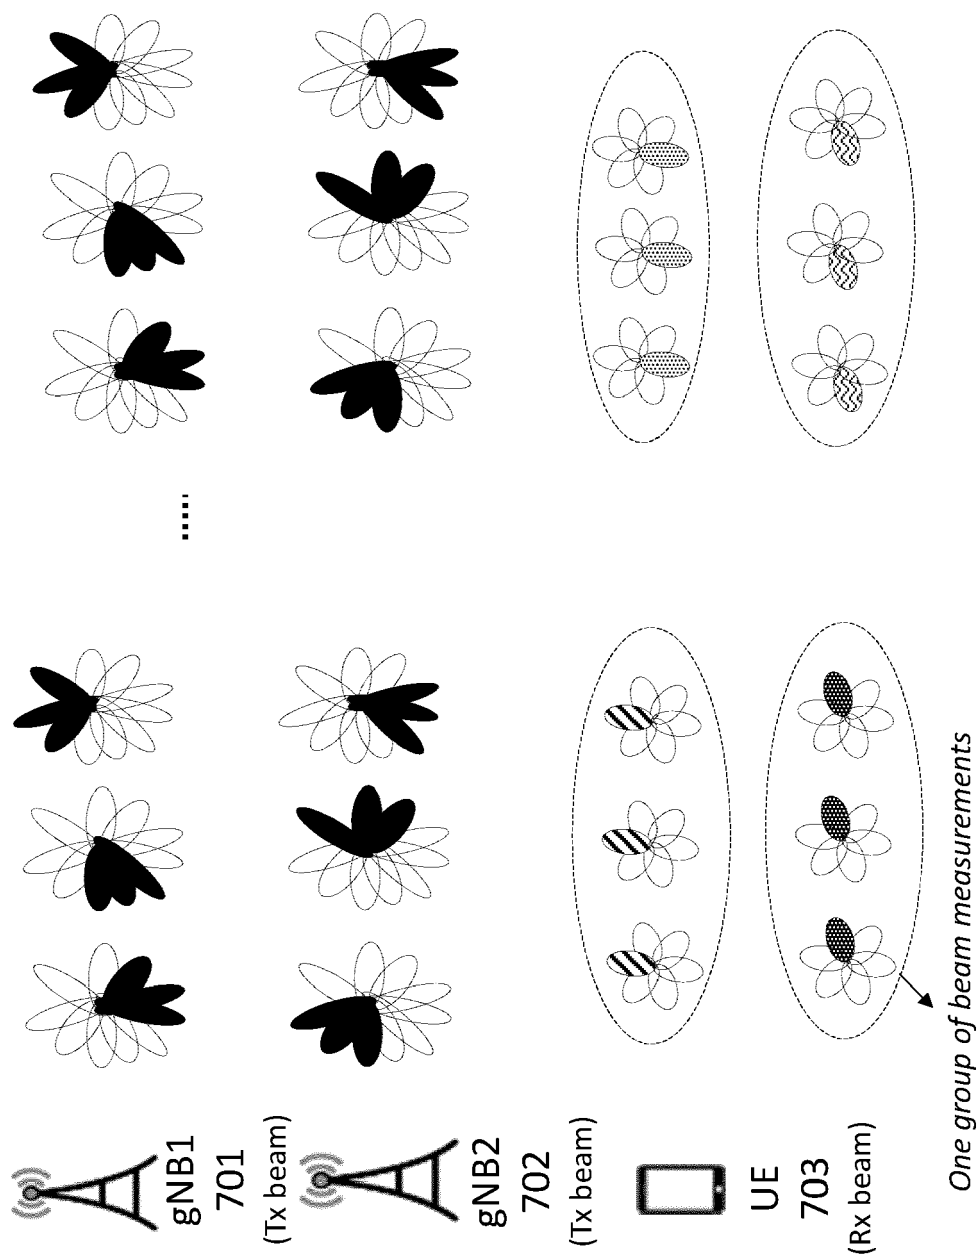 gNB1
701
(Tx beam)
gNB2
702
(Tx beam)
UE
703
(Rx beam)
One group of beam measurements